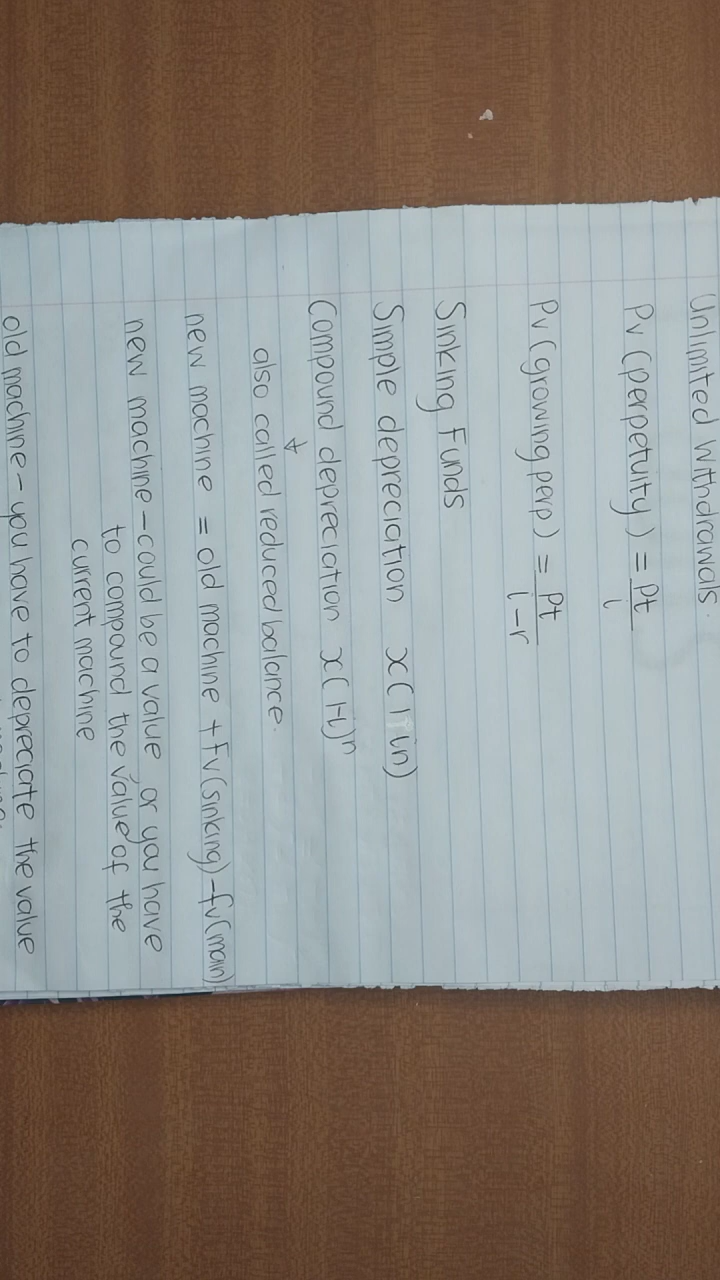 Unlimited Withdrawals.
Pv (perpetuity) = Pt/i
Pv (growing perp) = Pt/i-r
Sinking Funds
Simple depreciation x(1 in)
Compound depreciation x(1-i)^n
↓
also called reduced balance.
new machine = old machine + Fv(sinking) - fv(main)
new machine - could be a value or you have
to compound the value of the
current machine
old machine - you have to depreciate the value